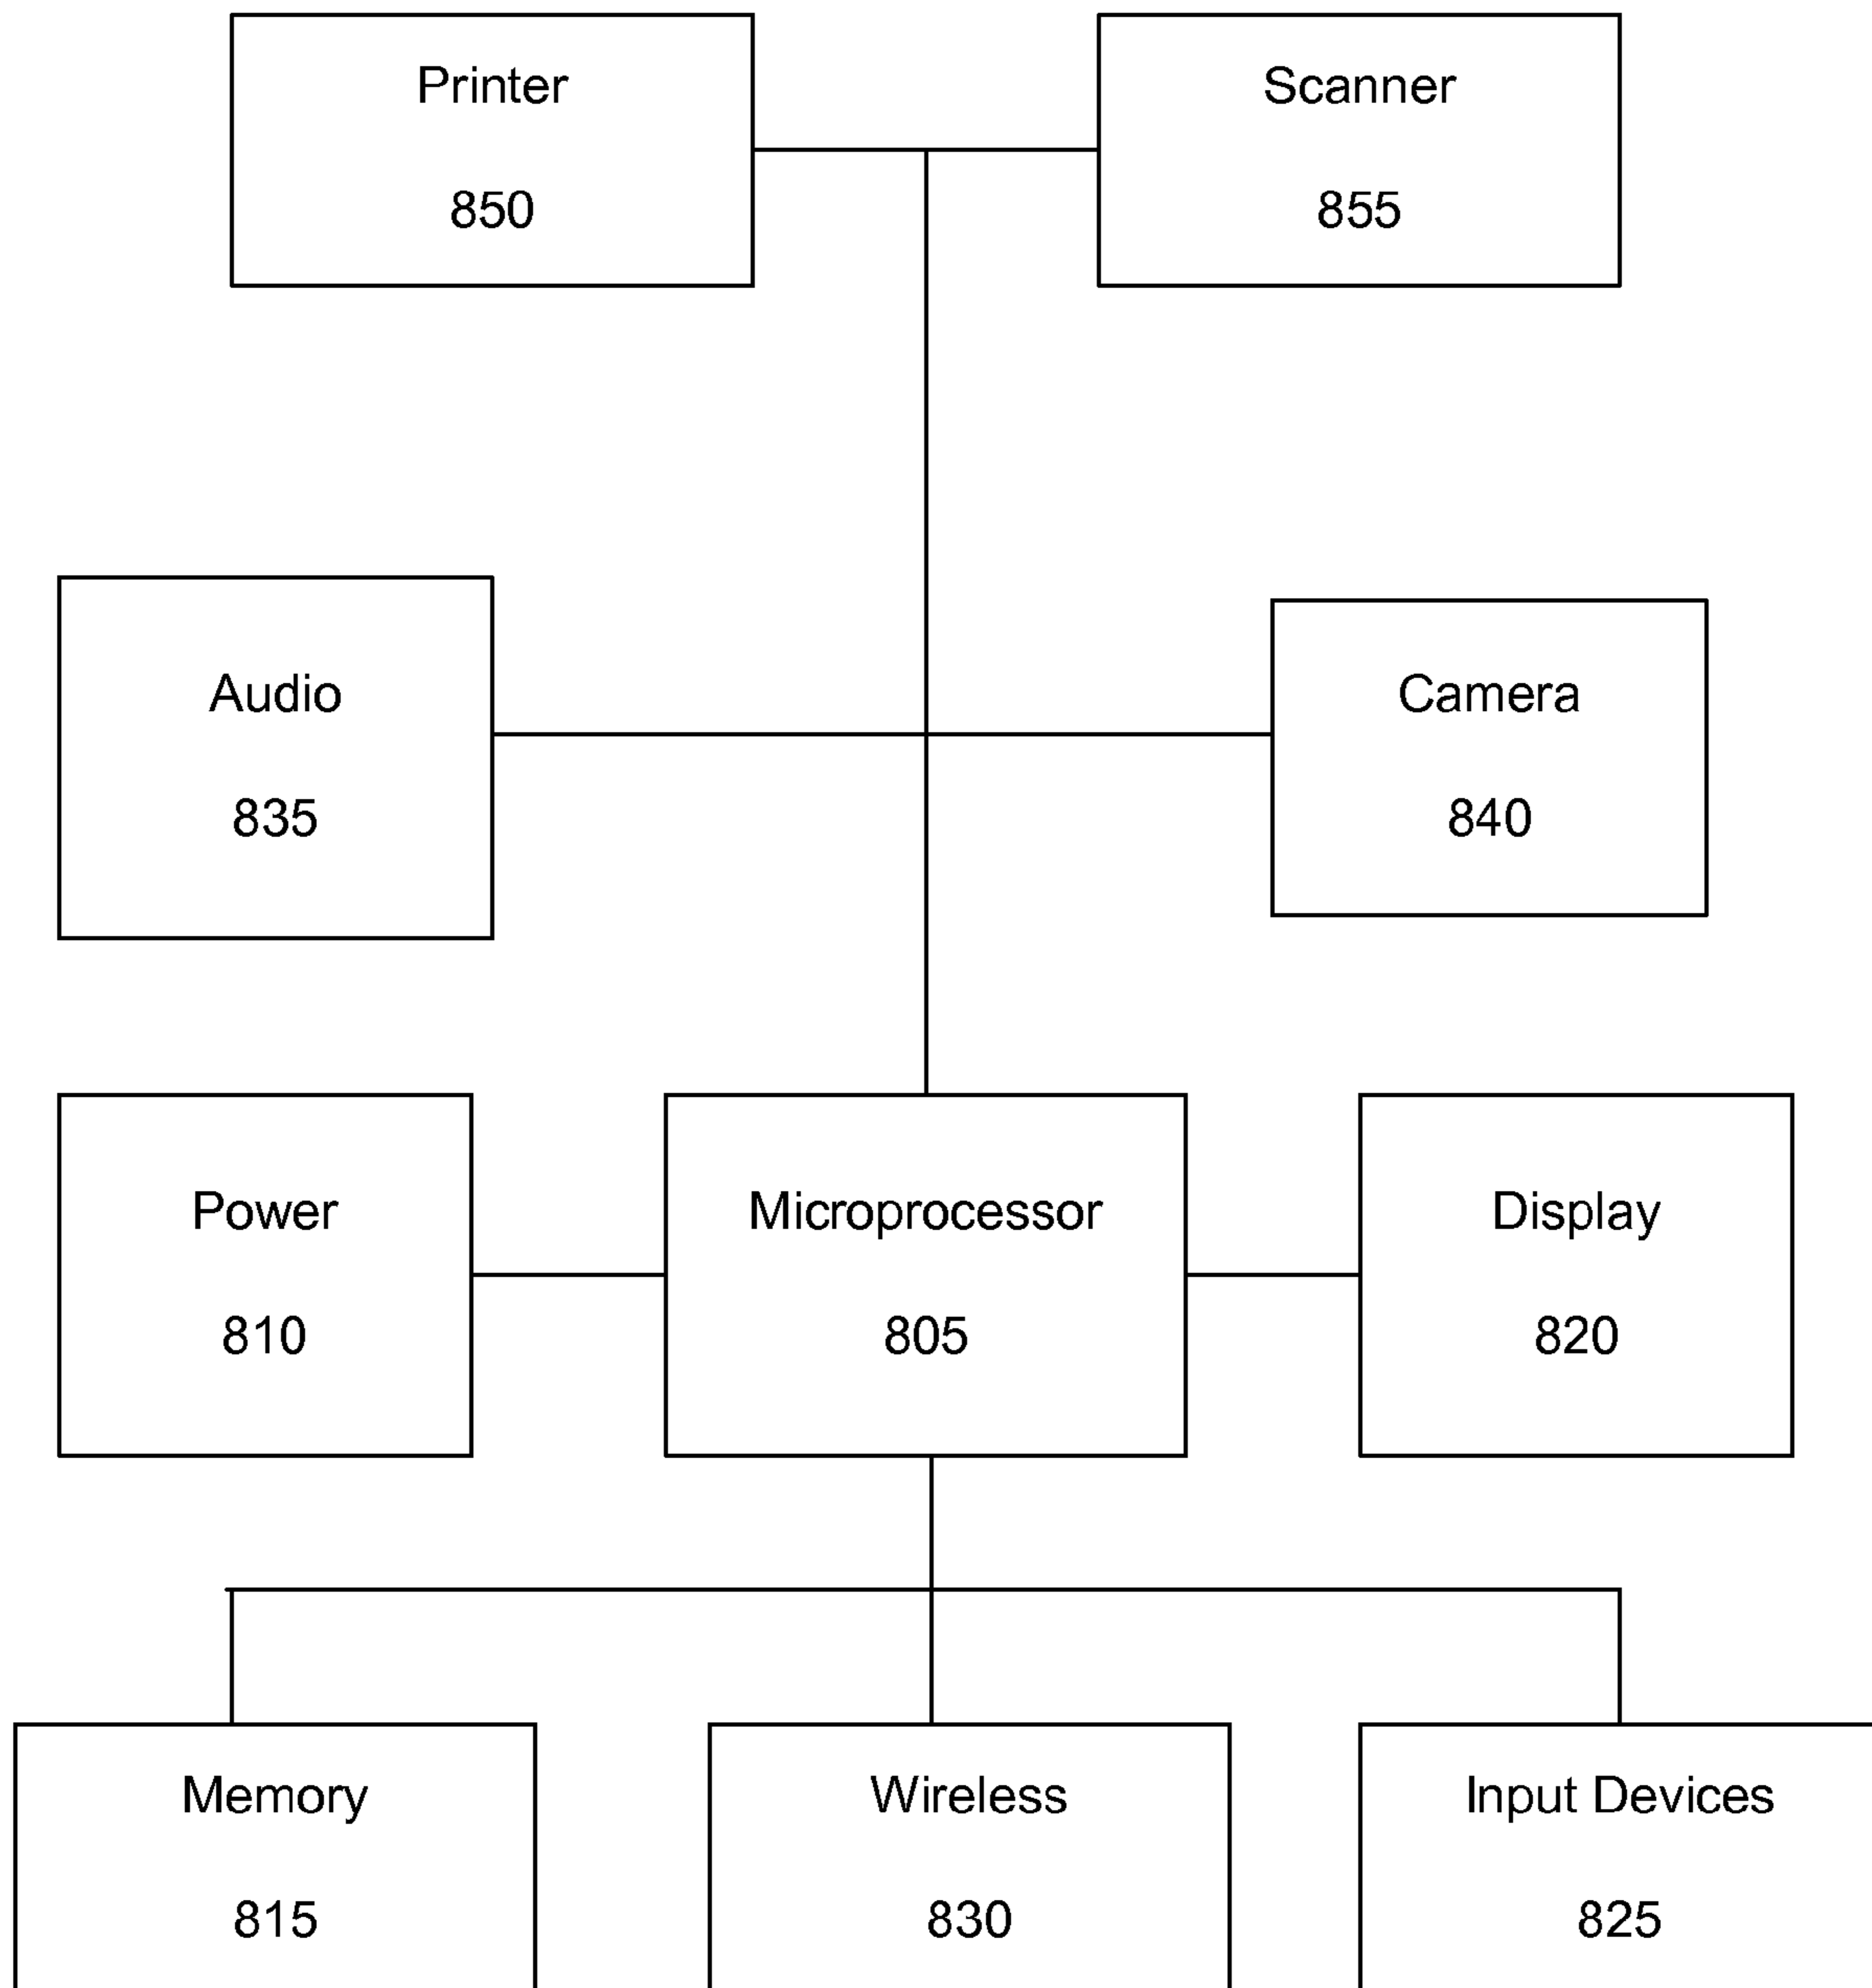 Printer
850
Scanner
855
Audio
835
Camera
840
Power
810
Microprocessor
805
Display
820
Memory
815
Wireless
830
Input Devices
825